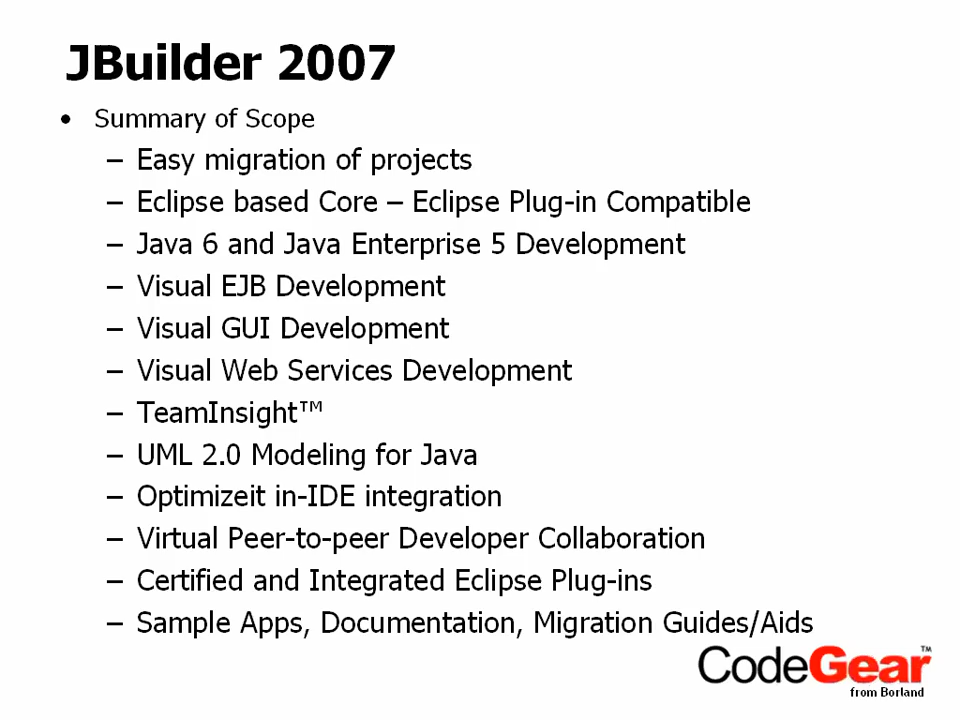 JBuilder 2007
• Summary of Scope
– Easy migration of projects
– Eclipse based Core – Eclipse Plug-in Compatible
– Java 6 and Java Enterprise 5 Development
– Visual EJB Development
– Visual GUI Development
– Visual Web Services Development
– TeamInsight™
– UML 2.0 Modeling for Java
– Optimizeit in-IDE integration
– Virtual Peer-to-peer Developer Collaboration
– Certified and Integrated Eclipse Plug-ins
– Sample Apps, Documentation, Migration Guides/Aids
CodeGear™
from Borland